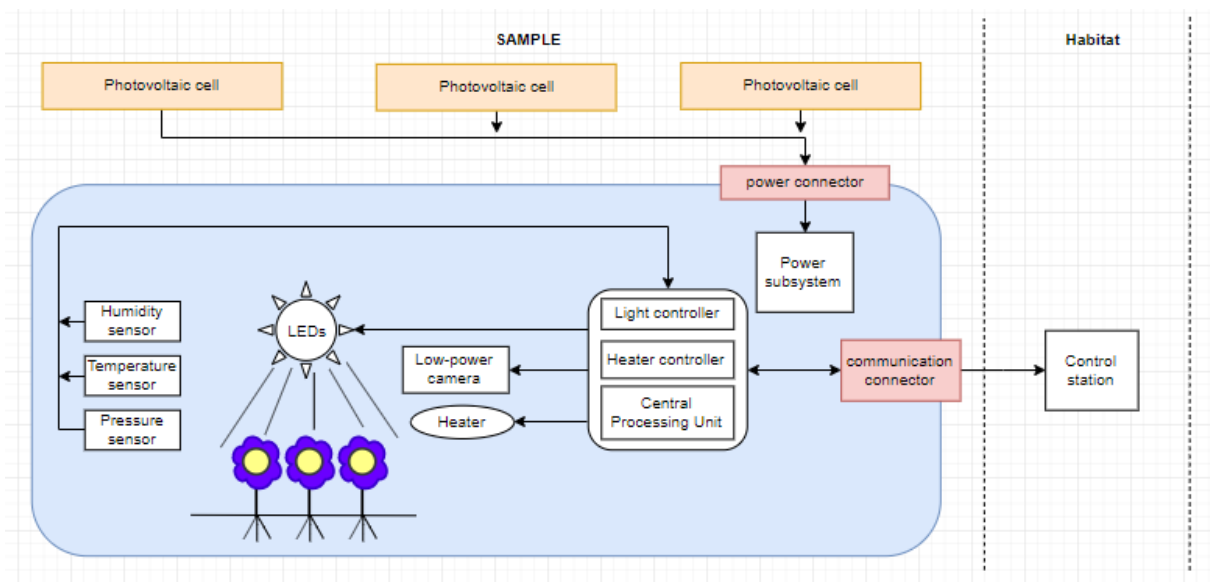 SAMPLE
Habitat
Photovoltaic cell
Photovoltaic cell
Photovoltaic cell
power connector
Power
subsystem
Humidity
sensor
Temperature
sensor
Pressure
sensor
LEDs
Low-power
camera
Heater
Light controller
Heater controller
Central
Processing Unit
communication
connector
Control
station